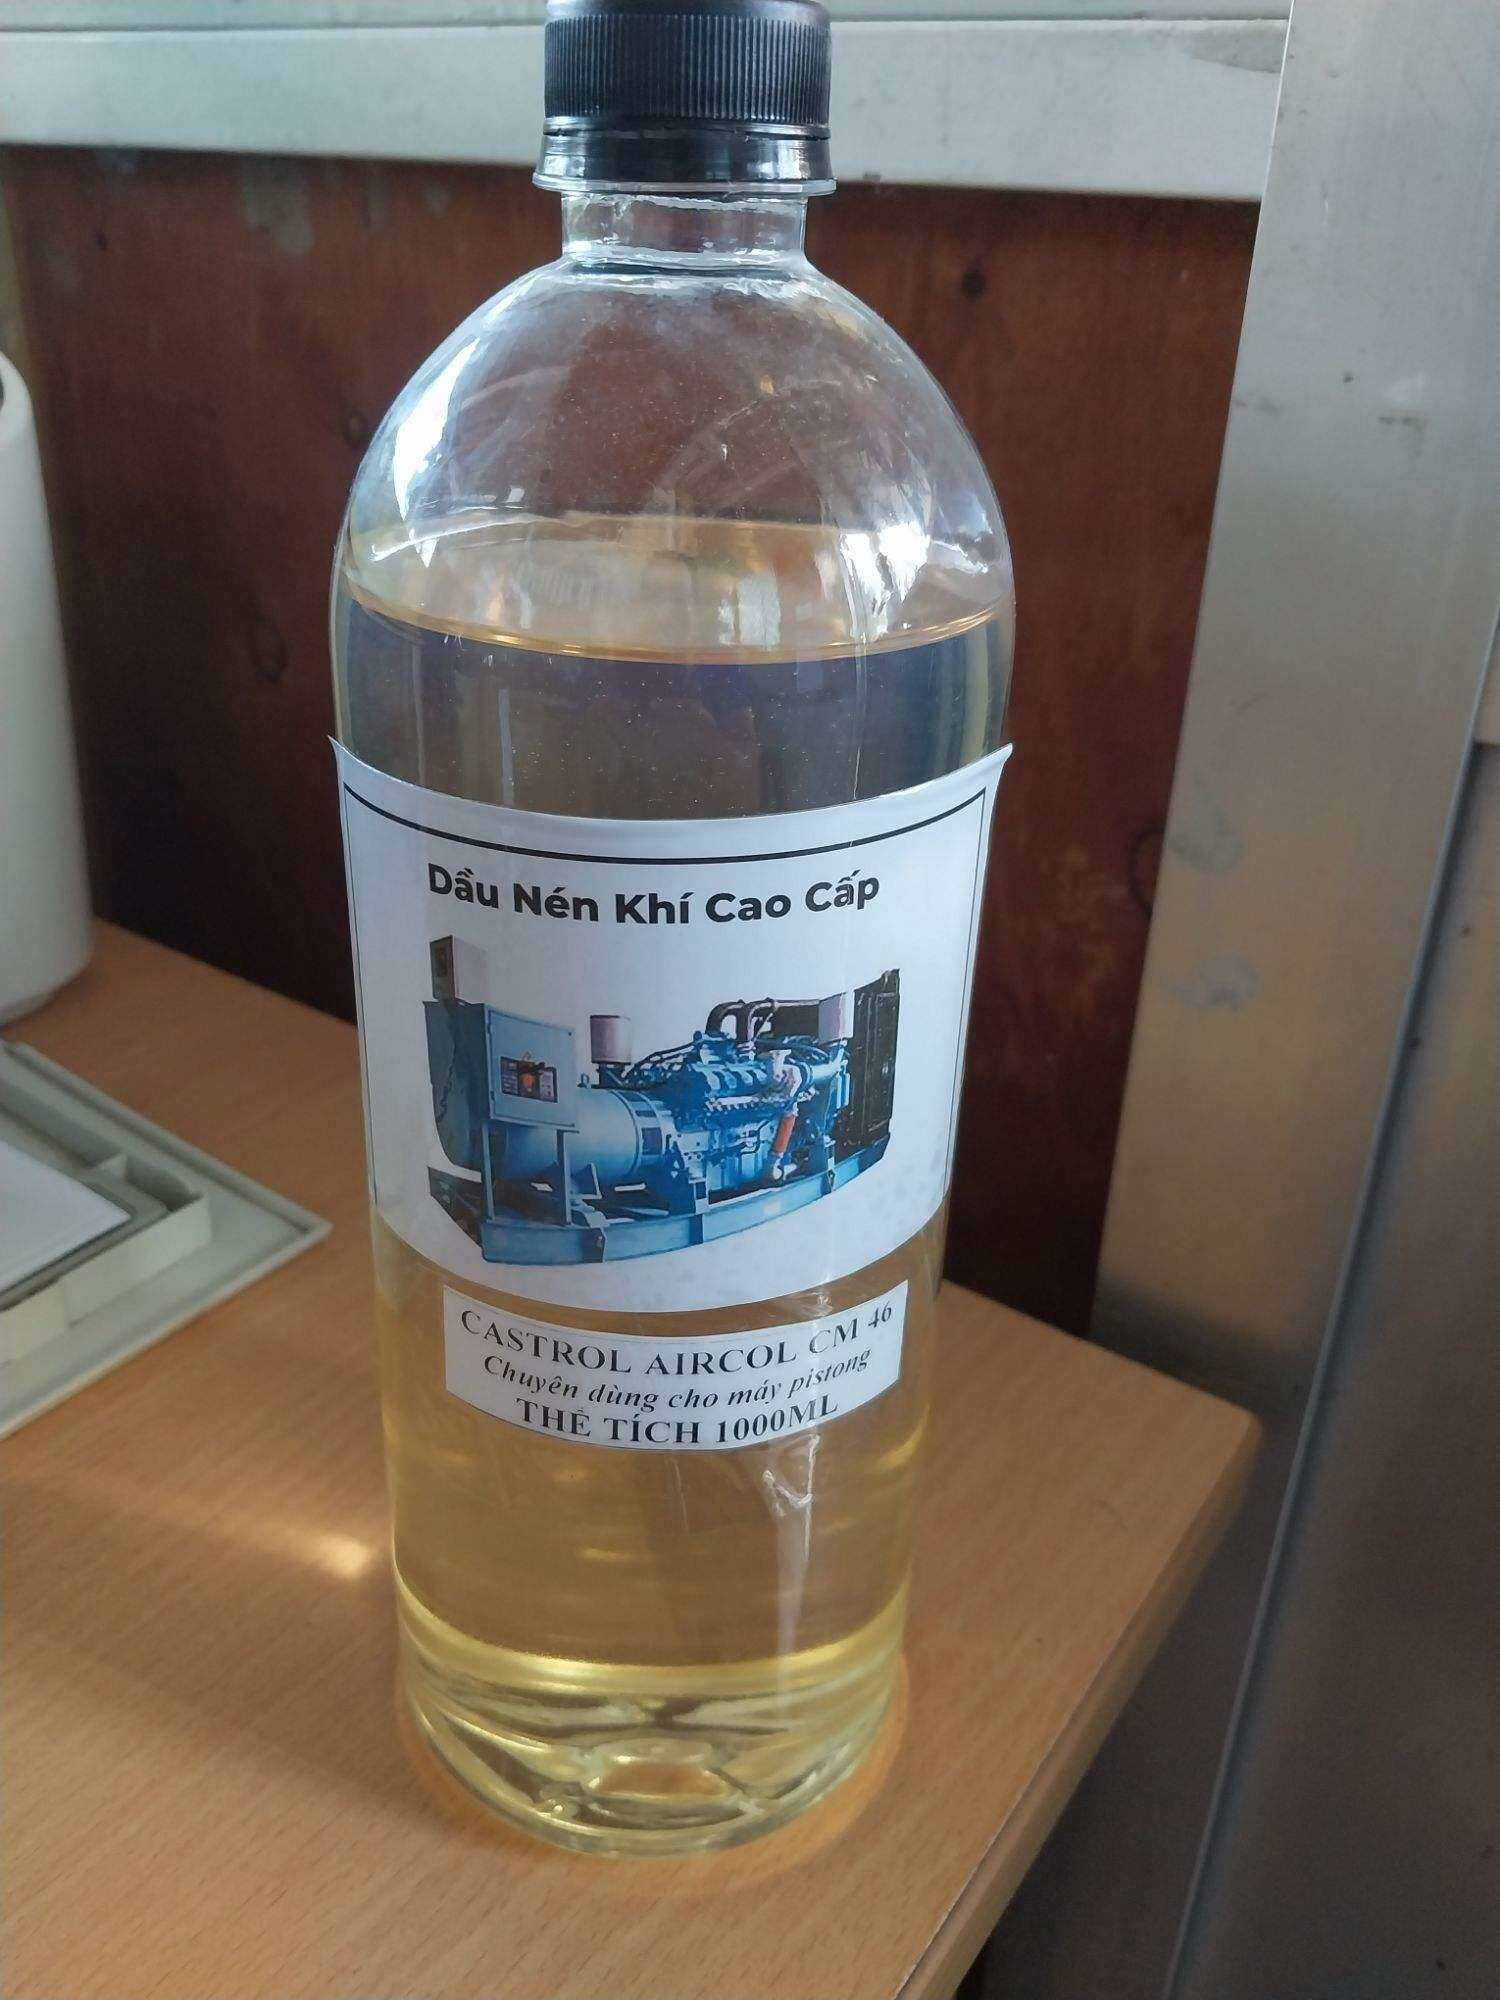 Dầu Nén Khí Cao Cấp
CASTROL AIRCOL CM 46
Chuyên dùng cho máy pistong
THỂ TÍCH 1000ML